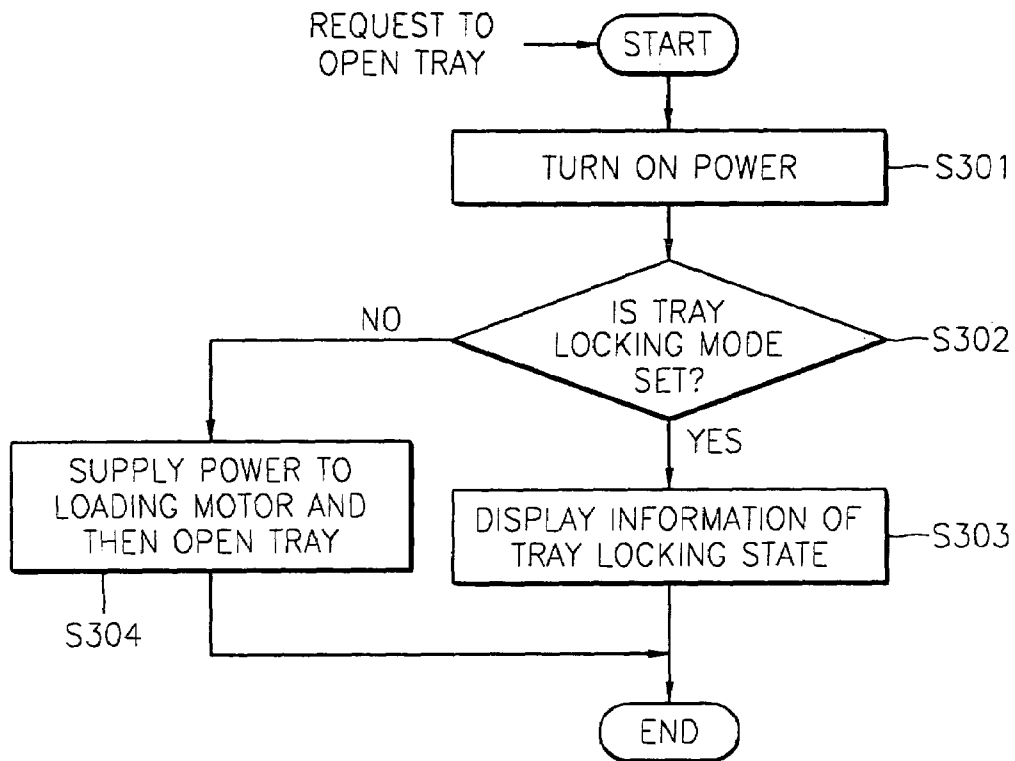 REQUEST TO
OPEN TRAY
START
TURN ON POWER
S301
IS TRAY
LOCKING MODE
SET?
S302
NO
YES
SUPPLY POWER TO
LOADING MOTOR AND
THEN OPEN TRAY
S304
DISPLAY INFORMATION OF
TRAY LOCKING STATE
S303
END